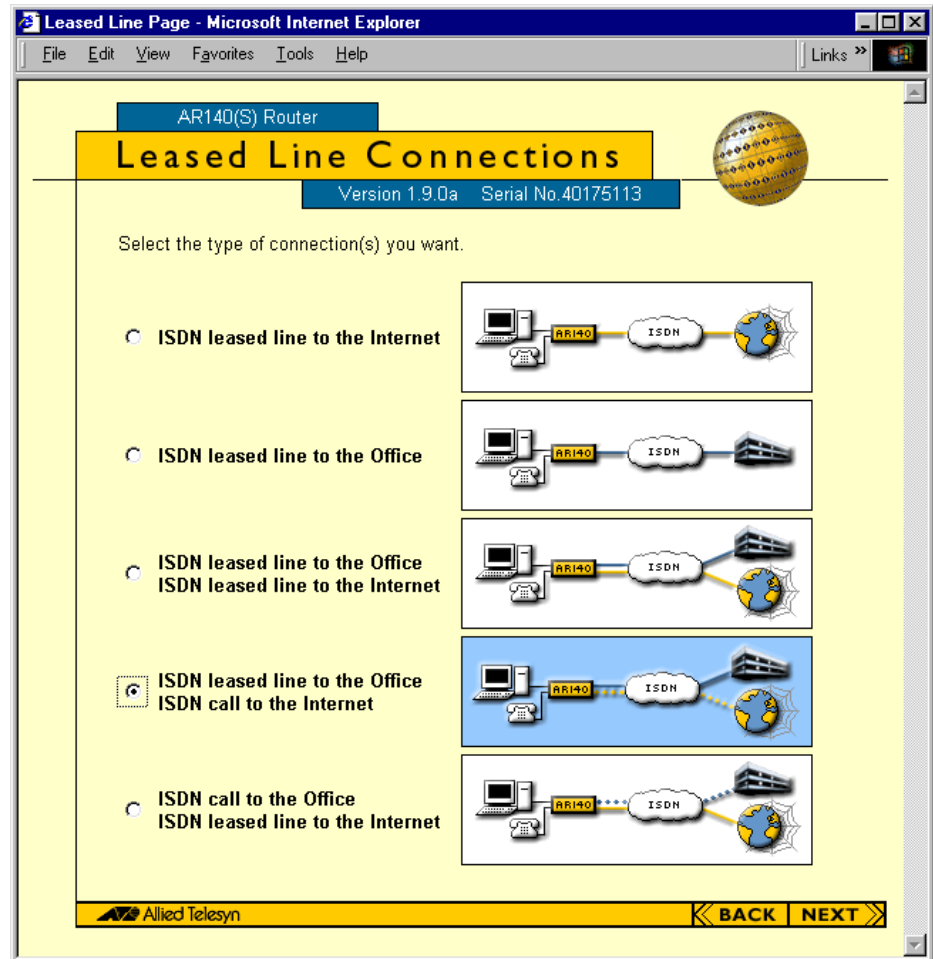 Leased Line Page - Microsoft Internet Explorer
File Edit View Favorites Tools Help Links »
AR140(S) Router
Leased Line Connections
Version 1.9.0a Serial No.40175113
Select the type of connection(s) you want.
ISDN leased line to the Internet
AR140 ISDN
ISDN leased line to the Office
AR140 ISDN
ISDN leased line to the Office
ISDN leased line to the Internet
AR140 ISDN
ISDN leased line to the Office
ISDN call to the Internet
AR140 ISDN
ISDN call to the Office
ISDN leased line to the Internet
AR140 ISDN
Allied Telesyn BACK NEXT